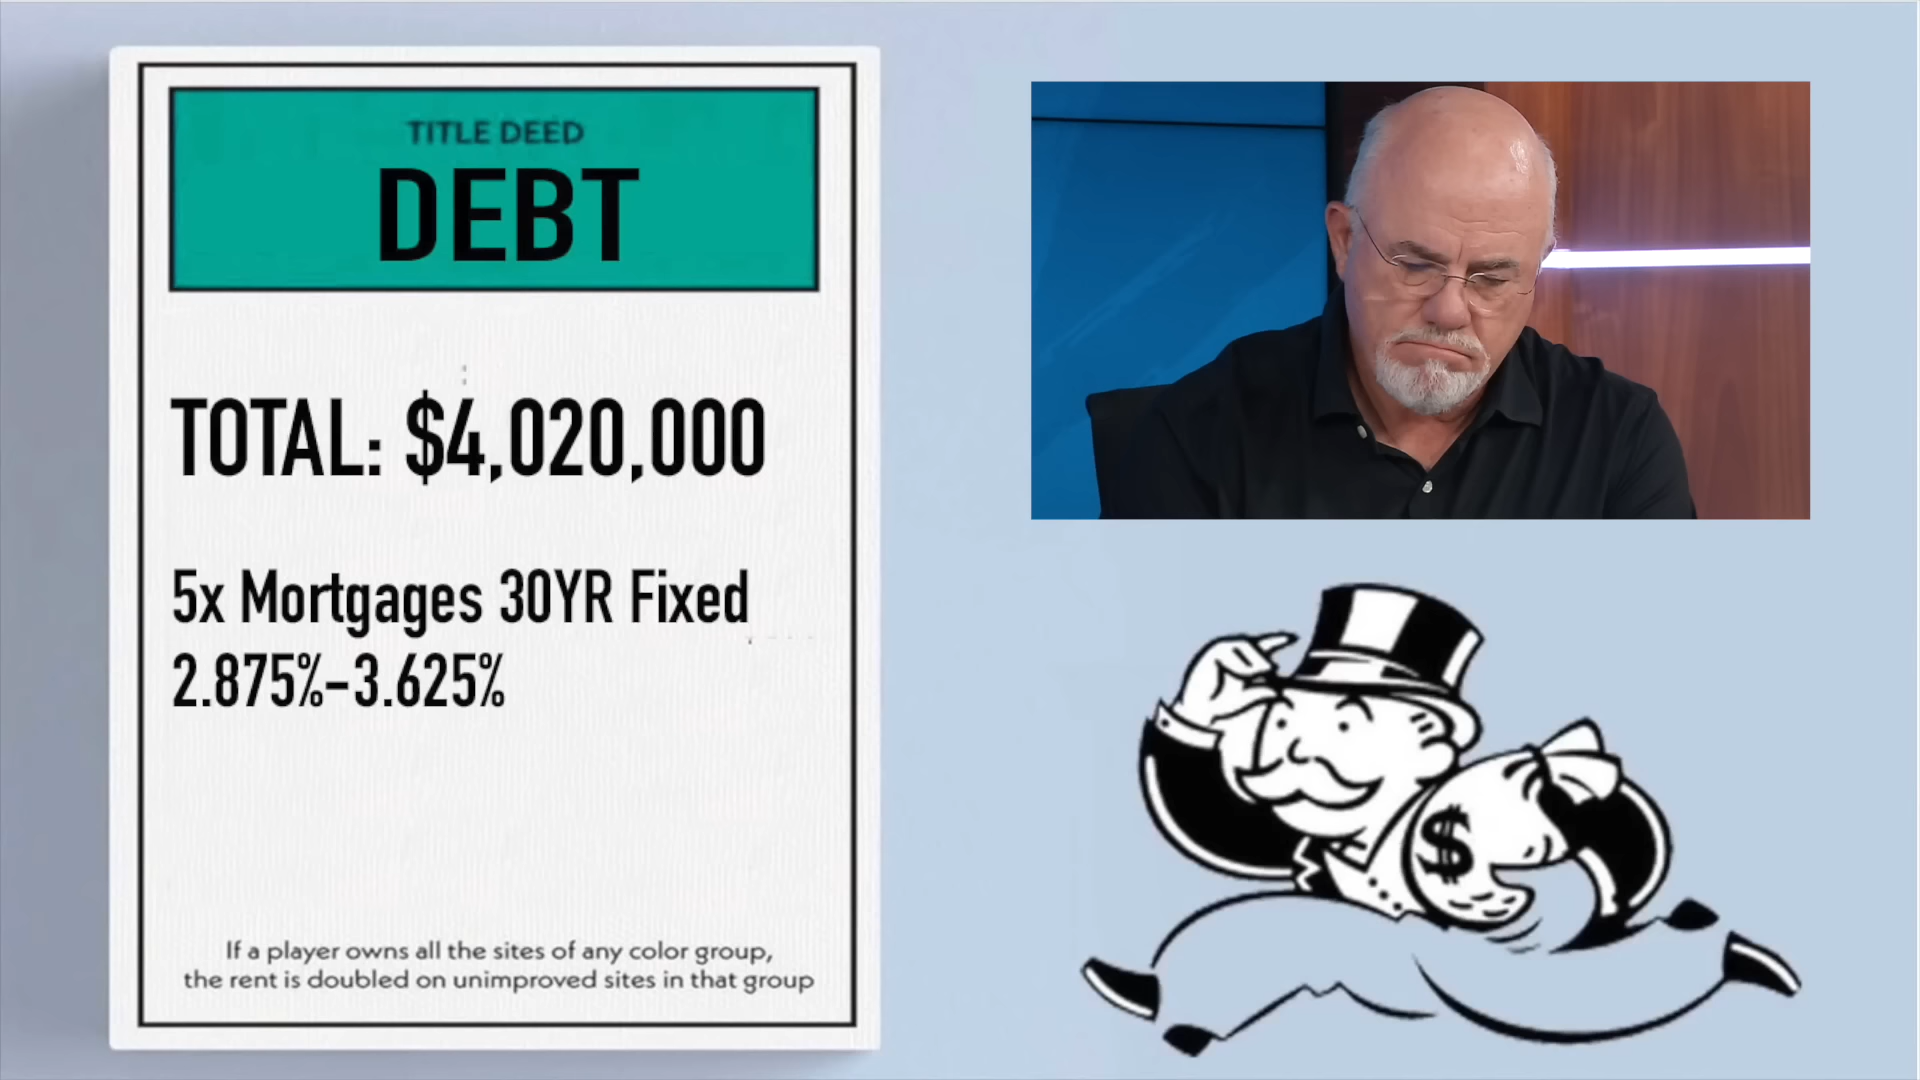 TITLE DEED
DEBT
TOTAL: $4,020,000
5x Mortgages 30YR Fixed
2.875%-3.625%
If a player owns all the sites of any color group,
the rent is doubled on unimproved sites in that group
$